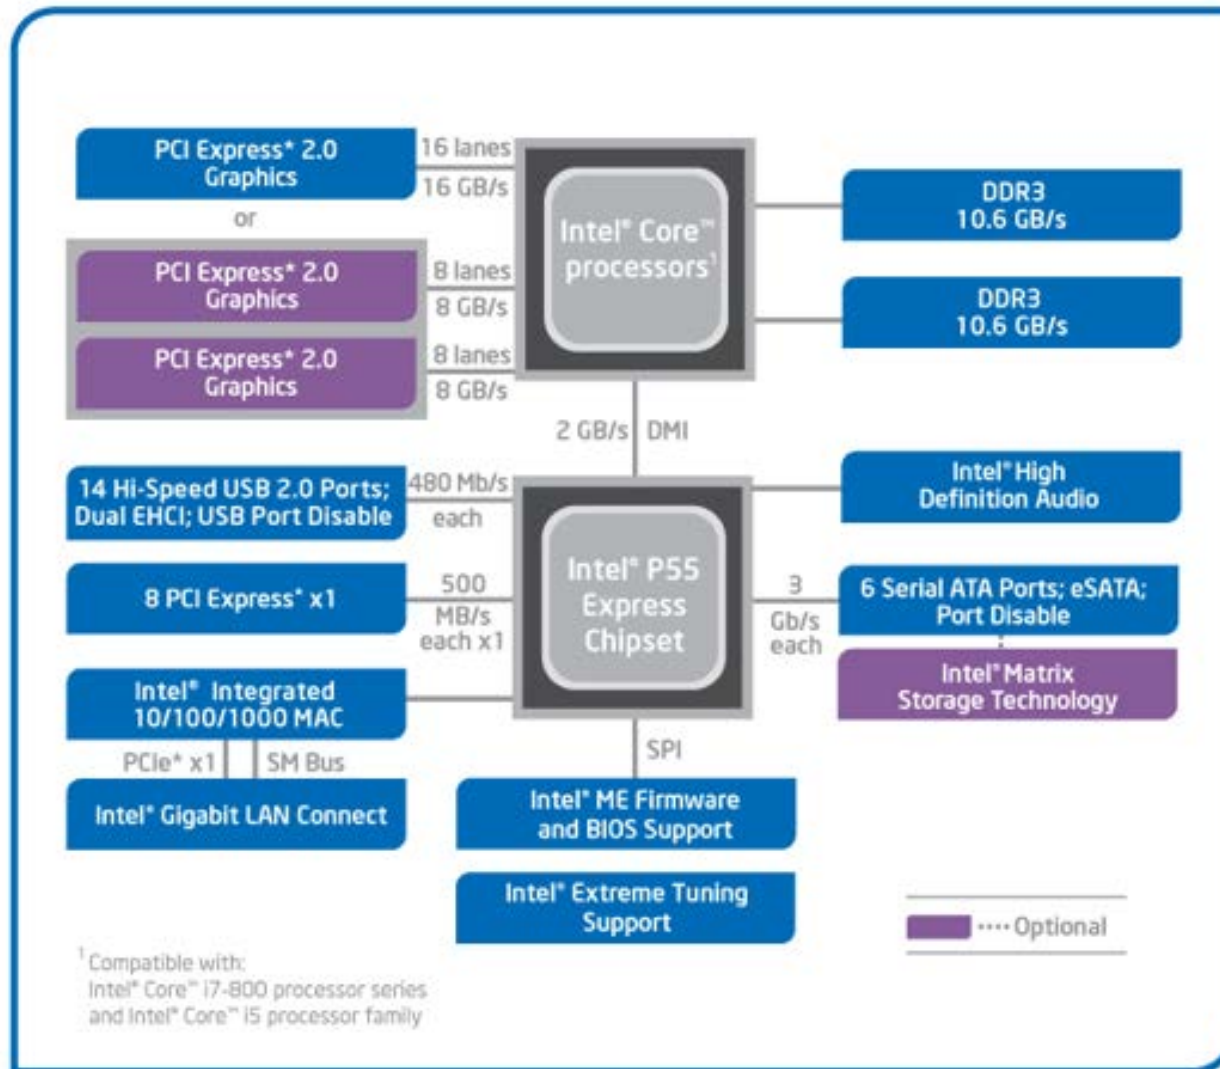 PCI Express* 2.0
Graphics
16 lanes
16 GB/s
or
PCI Express* 2.0
Graphics
8 lanes
8 GB/s
PCI Express* 2.0
Graphics
8 lanes
8 GB/s
Intel® Core™
processors¹
DDR3
10.6 GB/s
DDR3
10.6 GB/s
2 GB/s DMI
14 Hi-Speed USB 2.0 Ports;
Dual EHCI; USB Port Disable
480 Mb/s
each
8 PCI Express* x1
500
MB/s
each x1
Intel® Integrated
10/100/1000 MAC
PCIe* x1 SM Bus
Intel® Gigabit LAN Connect
Intel® P55
Express
Chipset
Intel® High
Definition Audio
3
Gb/s
each
6 Serial ATA Ports; eSATA;
Port Disable
Intel® Matrix
Storage Technology
SPI
Intel® ME Firmware
and BIOS Support
Intel® Extreme Tuning
Support
Optional
¹ Compatible with:
Intel® Core™ i7-800 processor series
and Intel® Core™ i5 processor family